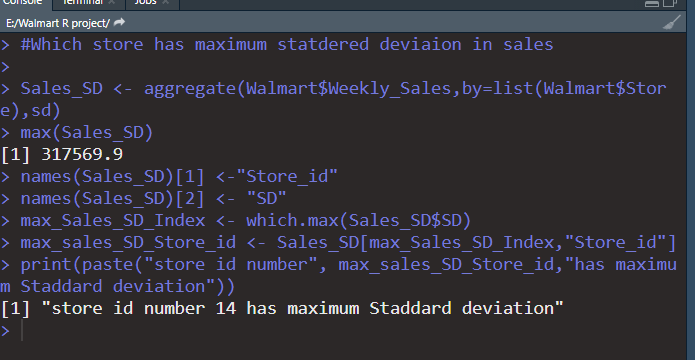 Console Terminal Jobs
E:/Walmart R project/
> #Which store has maximum statdered deviaion in sales
>
> Sales_SD <- aggregate(Walmart$Weekly_Sales,by=list(Walmart$Stor
e),sd)
> max(Sales_SD)
[1] 317569.9
> names(Sales_SD)[1] <-"Store_id"
> names(Sales_SD)[2] <- "SD"
> max_Sales_SD_Index <- which.max(Sales_SD$SD)
> max_sales_SD_Store_id <- Sales_SD[max_Sales_SD_Index,"Store_id"]
> print(paste("store id number", max_sales_SD_Store_id,"has maximu
m Staddard deviation"))
[1] "store id number 14 has maximum Staddard deviation"
>